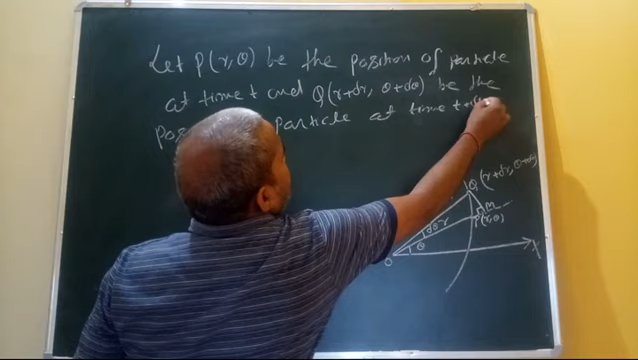 Let P(r,θ) be the position of particle
at time t and Q(r+dr, θ+dθ) be the
particle at time t+
Q(r+dr, θ+dθ)
M
P(r,θ)
r
dθ
θ
O
X